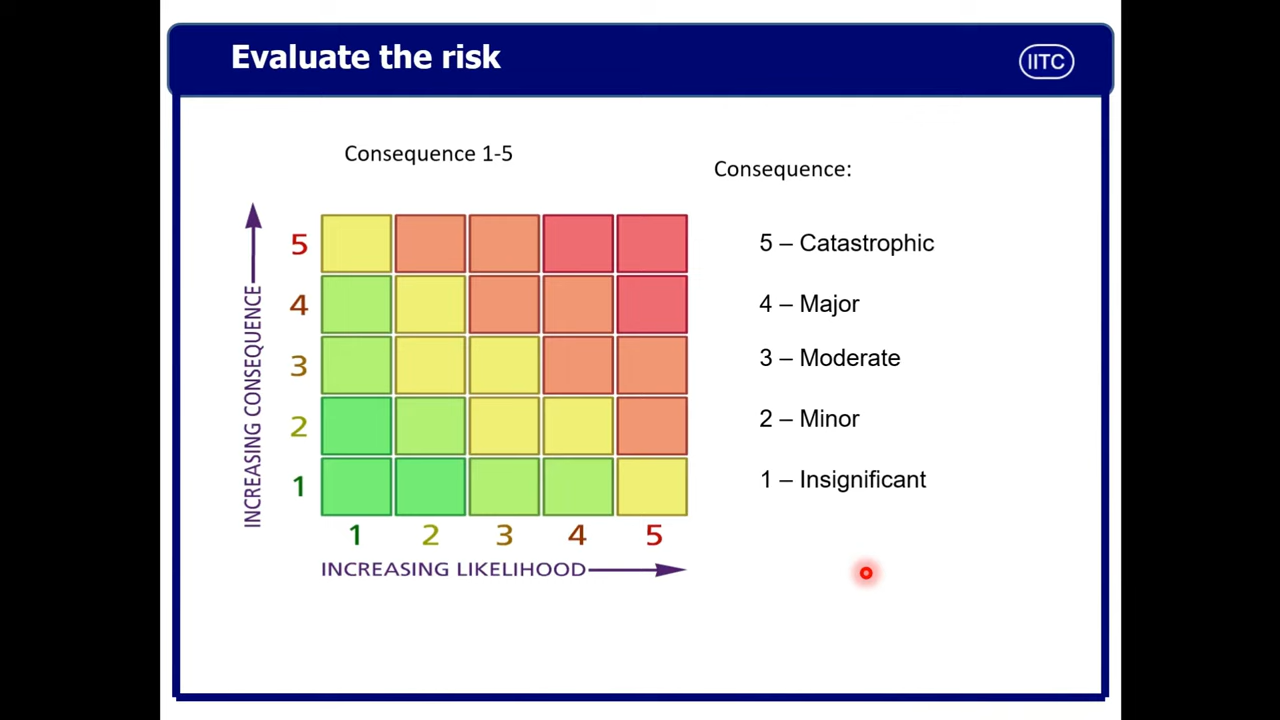 Evaluate the risk
IITC
Consequence 1-5
Consequence:
INCREASING CONSEQUENCE
5
4
3
2
1
1 2 3 4 5
INCREASING LIKELIHOOD
5 – Catastrophic
4 – Major
3 – Moderate
2 – Minor
1 – Insignificant